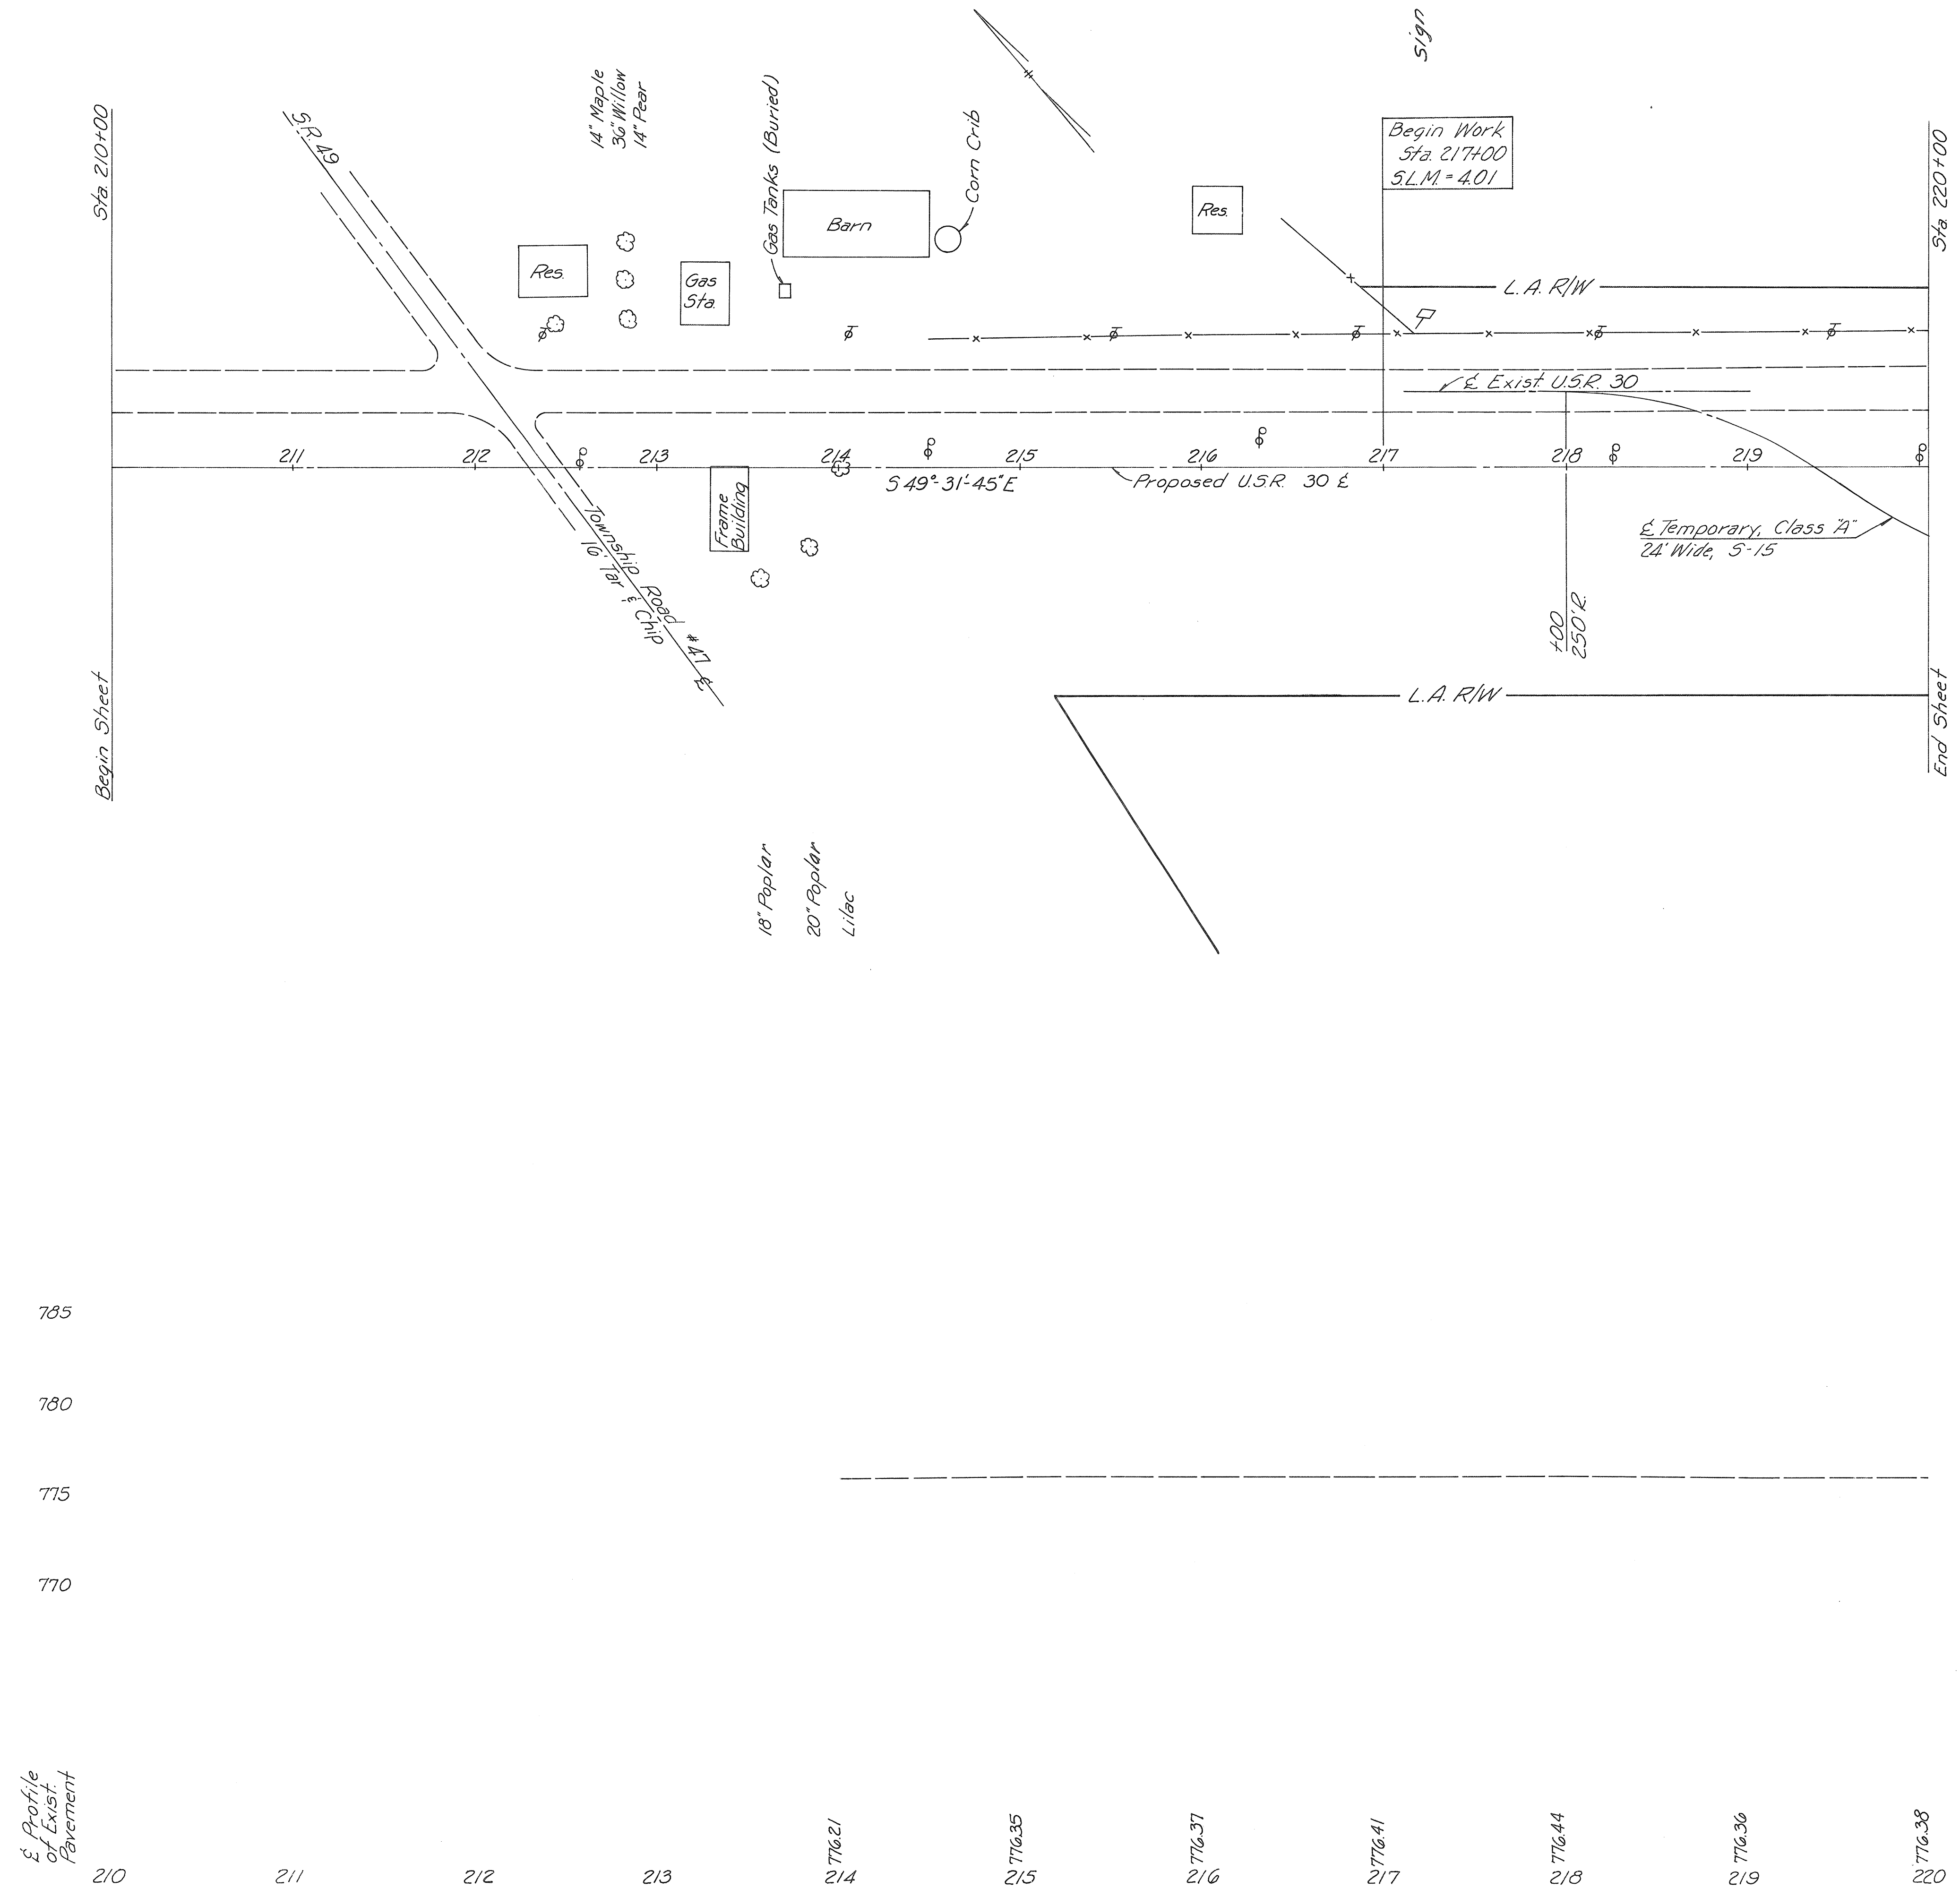 Sign
Sta. 210+00
S.R. 49
14" Maple
36" Willow
14" Pear
Gas Tanks (Buried)
Corn Crib
Begin Work
Sta. 217+00
S.L.M. = 4.01
Sta. 220+00
Res.
Barn
Res.
Gas
Sta.
L.A. R/W
℄ Exist. U.S.R. 30
211
212
213
214
215
216
217
218
219
S 49°-31'-45" E
Proposed U.S.R. 30 ℄
Frame
Building
Township Road #47 ℄
16' Tar & Chip
℄ Temporary, Class "A"
24' Wide, S-15
+00
250' R.
L.A. R/W
Begin Sheet
End Sheet
18" Poplar
20" Poplar
Lilac
785
780
775
770
℄ Profile
of Exist.
Pavement
776.21
776.35
776.37
776.41
776.44
776.36
776.38
210
211
212
213
214
215
216
217
218
219
220